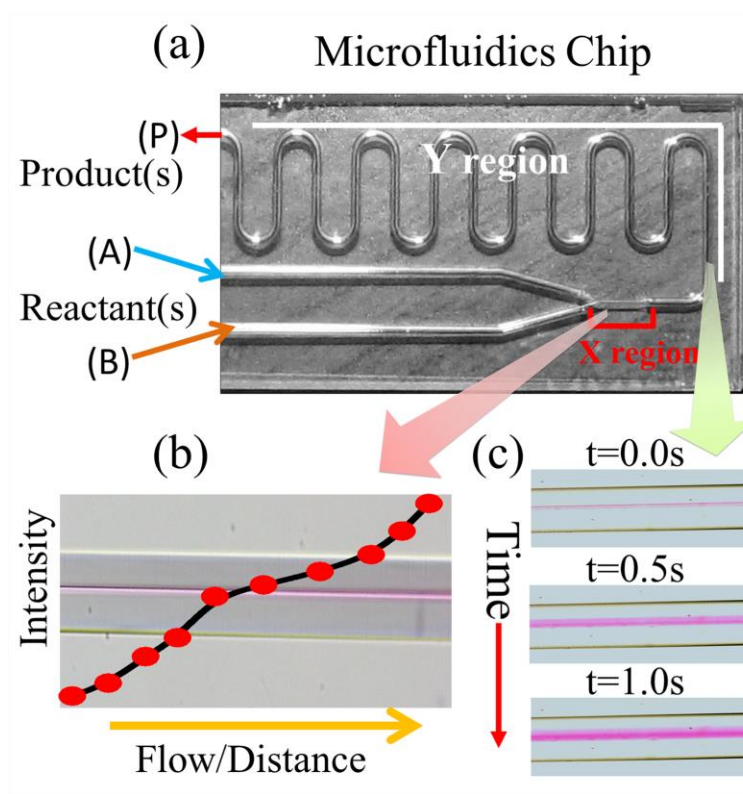 (a) Microfluidics Chip
(P)
Product(s)
Y region
(A)
Reactant(s)
(B)
X region
(b)
(c)
t=0.0s
Intensity
Time
t=0.5s
t=1.0s
Flow/Distance